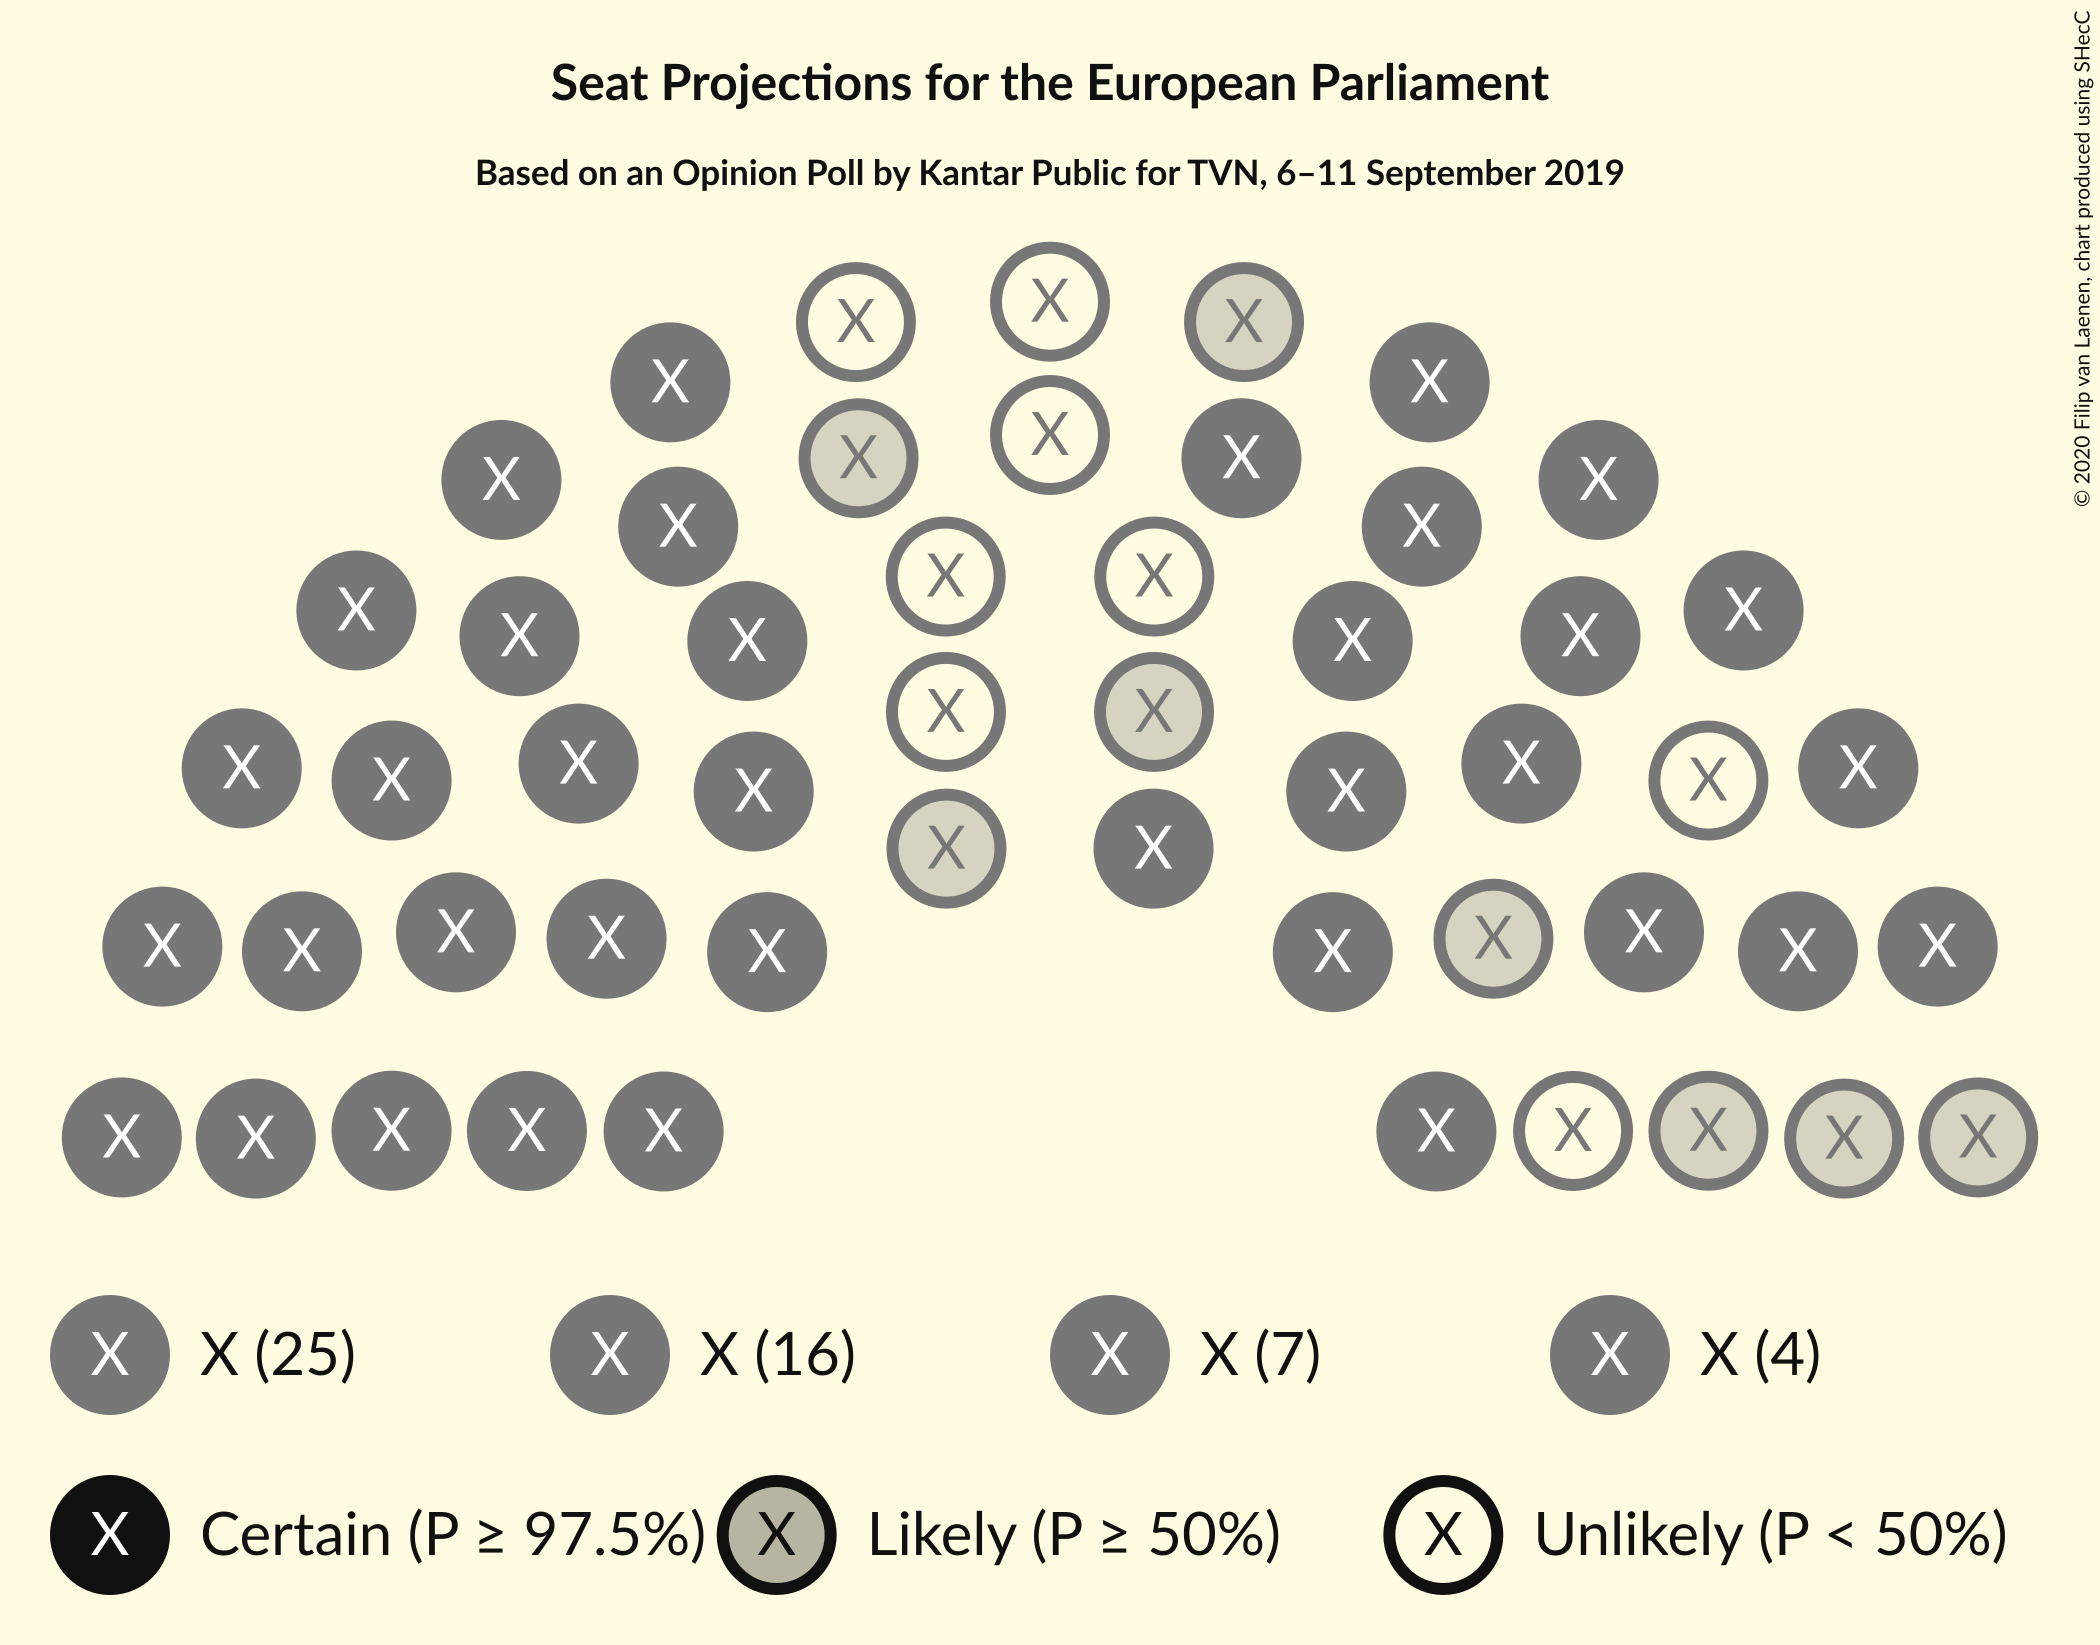 Seat Projections for the European Parliament
Based on an Opinion Poll by Kantar Public for TVN, 6–11 September 2019
© 2020 Filip van Laenen, chart produced using SHecC
X X X
X X
X X X
X X
X X
X X
X X
X X
X X
X X
X X
X X X X
X X
X X
X X
X X X X
X X
X X X X
X X X X
X X
X X X X X X X X X X
X X (25) X X (16) X X (7) X X (4)
X Certain (P ≥ 97.5%) X Likely (P ≥ 50%) X Unlikely (P < 50%)